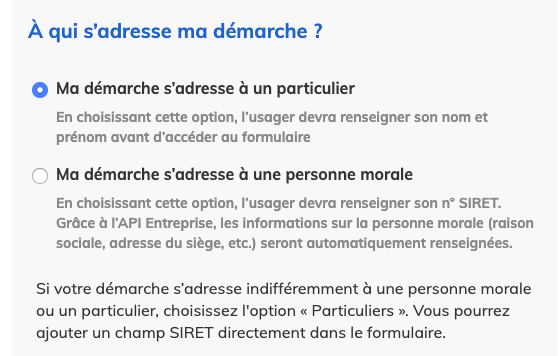 À qui s’adresse ma démarche ?
Ma démarche s’adresse à un particulier
En choisissant cette option, l’usager devra renseigner son nom et
prénom avant d’accéder au formulaire
Ma démarche s’adresse à une personne morale
En choisissant cette option, l’usager devra renseigner son n° SIRET.
Grâce à l’API Entreprise, les informations sur la personne morale (raison
sociale, adresse du siège, etc.) seront automatiquement renseignées.
Si votre démarche s’adresse indifféremment à une personne morale
ou un particulier, choisissez l'option « Particuliers ». Vous pourrez
ajouter un champ SIRET directement dans le formulaire.